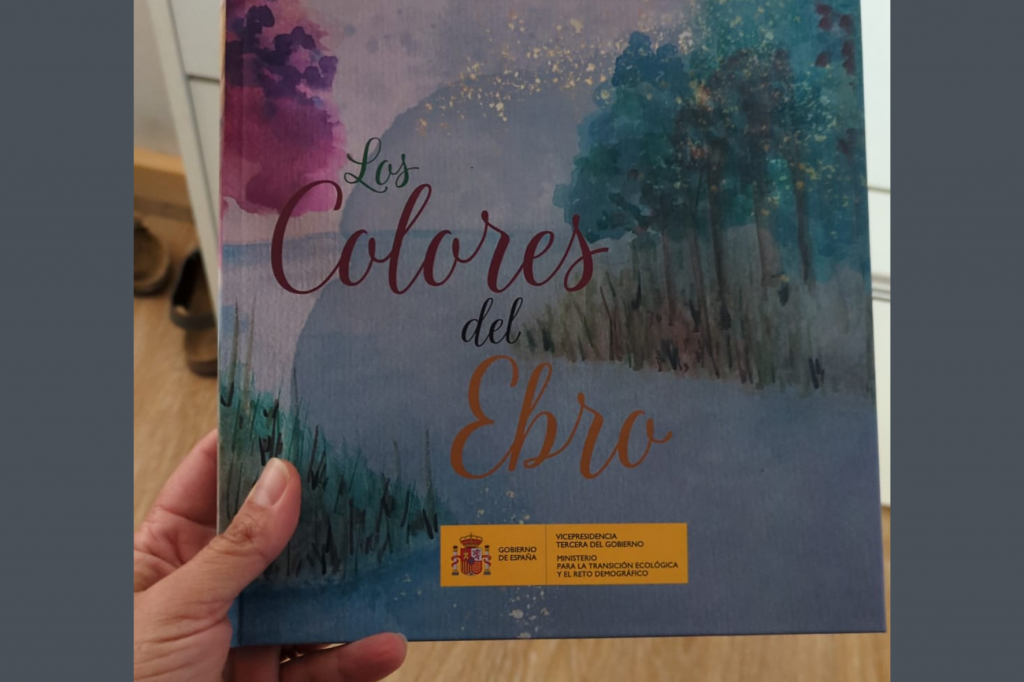 Los
Colores
del
Ebro
GOBIERNO
DE ESPAÑA
VICEPRESIDENCIA
TERCERA DEL GOBIERNO
MINISTERIO
PARA LA TRANSICIÓN ECOLÓGICA
Y EL RETO DEMOGRÁFICO